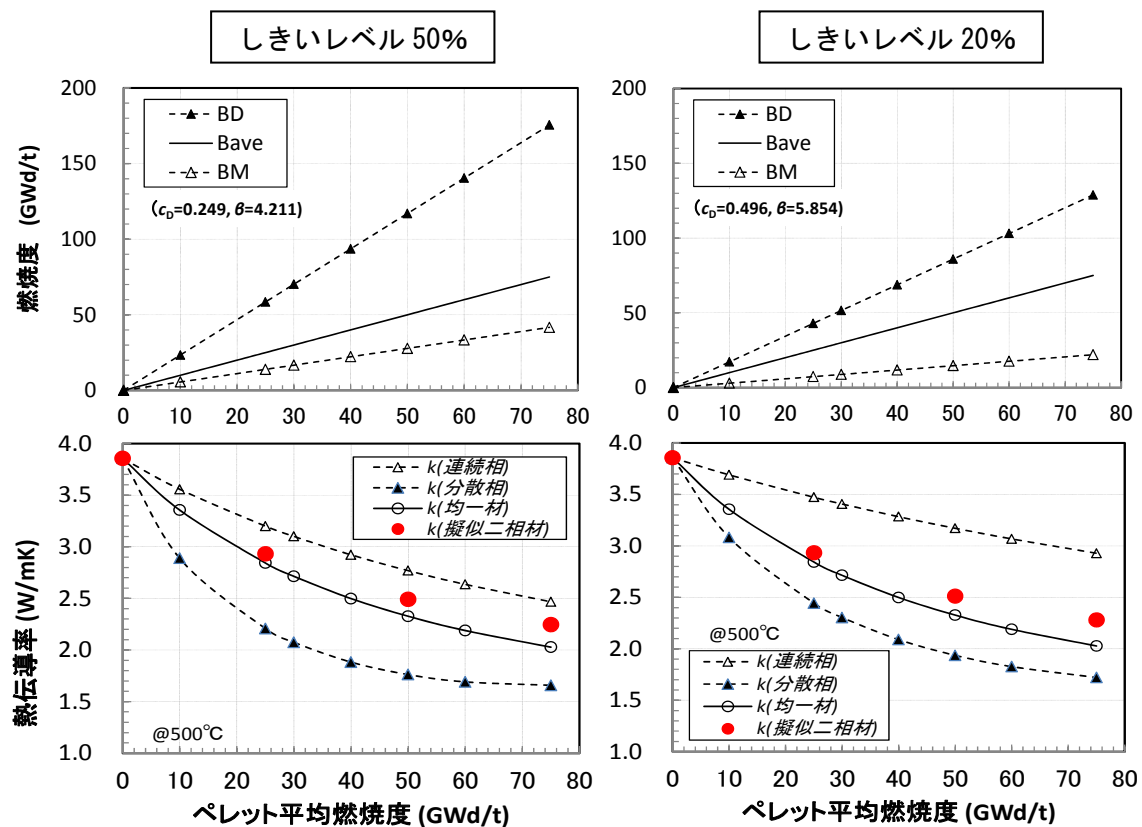 しきいレベル 50%
しきいレベル 20%
燃焼度 (GWd/t)
200
150
100
50
0
BD
Bave
BM
(cD=0.249, β=4.211)
0 10 20 30 40 50 60 70 80
200
150
100
50
0
BD
Bave
BM
(cD=0.496, β=5.854)
0 10 20 30 40 50 60 70 80
熱伝導率 (W/mK)
4.0
3.5
3.0
2.5
2.0
1.5
1.0
k(連続相)
k(分散相)
k(均一材)
k(擬似二相材)
@500℃
0 10 20 30 40 50 60 70 80
ペレット平均燃焼度 (GWd/t)
4.0
3.5
3.0
2.5
2.0
1.5
1.0
@500℃
k(連続相)
k(分散相)
k(均一材)
k(擬似二相材)
0 10 20 30 40 50 60 70 80
ペレット平均燃焼度 (GWd/t)